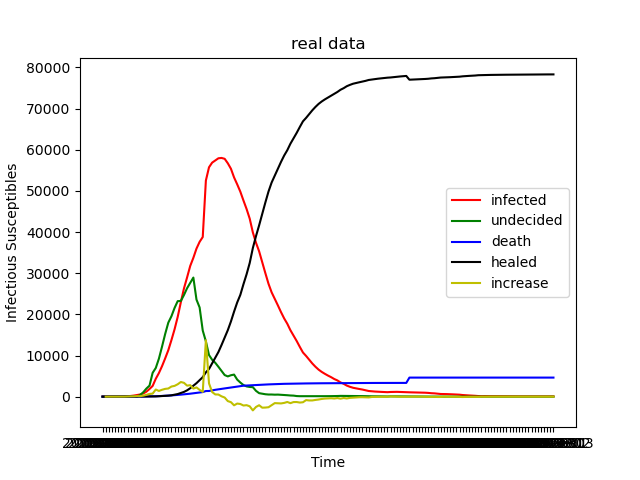 real data
80000
70000
60000
50000
40000
30000
20000
10000
0
Infectious Susceptibles
infected
undecided
death
healed
increase
Time